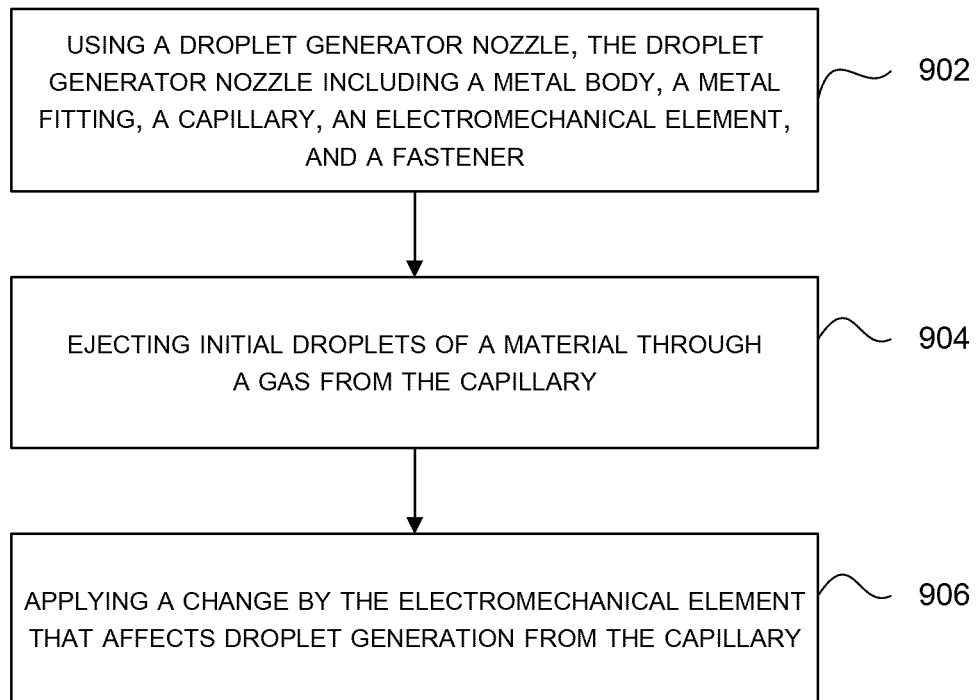 USING A DROPLET GENERATOR NOZZLE, THE DROPLET
GENERATOR NOZZLE INCLUDING A METAL BODY, A METAL
FITTING, A CAPILLARY, AN ELECTROMECHANICAL ELEMENT,
AND A FASTENER
902
EJECTING INITIAL DROPLETS OF A MATERIAL THROUGH
A GAS FROM THE CAPILLARY
904
APPLYING A CHANGE BY THE ELECTROMECHANICAL ELEMENT
THAT AFFECTS DROPLET GENERATION FROM THE CAPILLARY
906